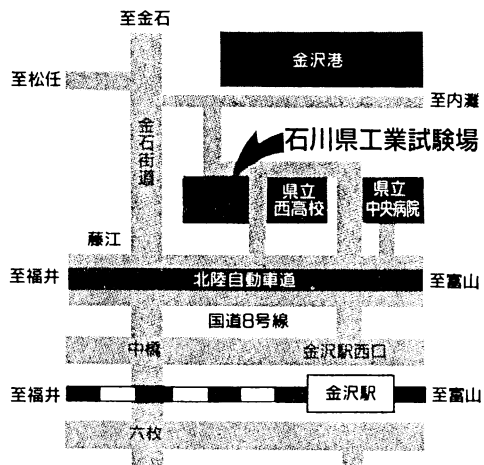 至金石
金沢港
至松任
至内灘
金石街道
石川県工業試験場
県立
西高校
県立
中央病院
藤江
至福井
北陸自動車道
至富山
国道8号線
中橋
金沢駅西口
至福井
金沢駅
至富山
六枚